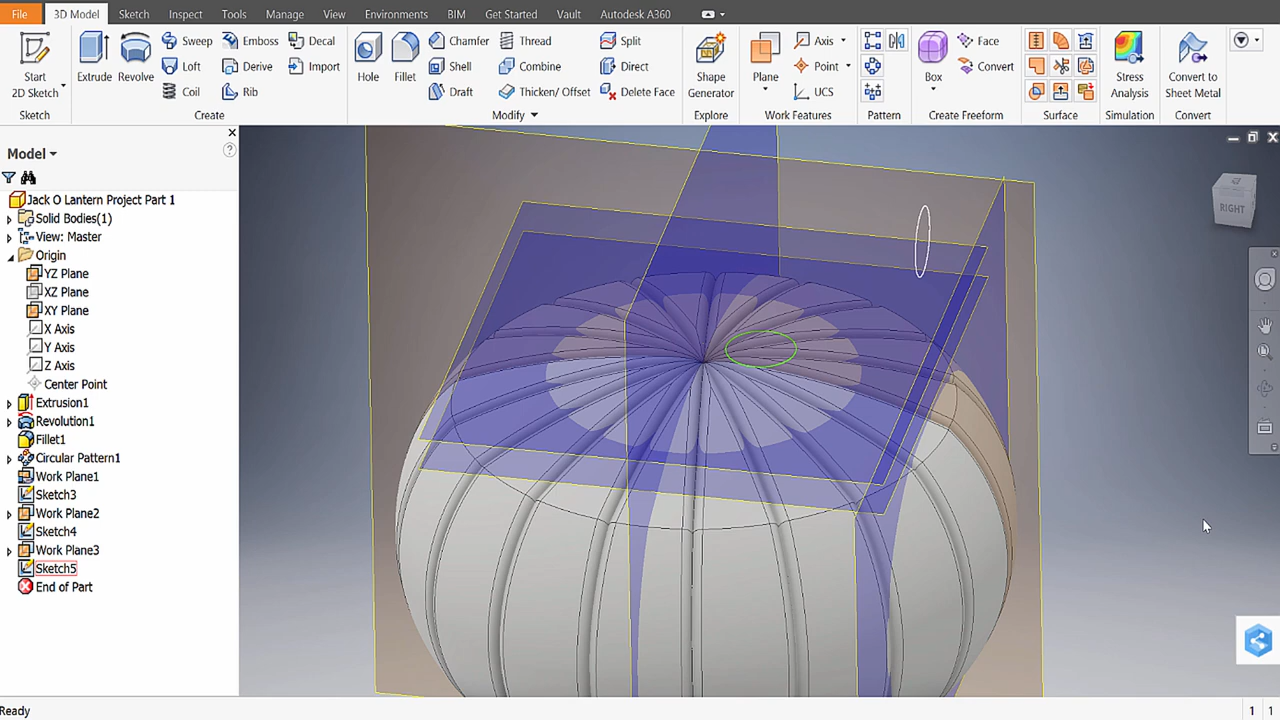 File 3D Model Sketch Inspect Tools Manage View Environments BIM Get Started Vault Autodesk A360
Start
2D Sketch
Sketch
Extrude
Revolve
Sweep
Loft
Coil
Emboss
Derive
Rib
Decal
Import
Create
Hole
Fillet
Chamfer
Shell
Draft
Thread
Combine
Thicken/ Offset
Split
Direct
Delete Face
Modify
Shape
Generator
Explore
Plane
Axis
Point
UCS
Work Features
Pattern
Box
Face
Convert
Create Freeform
Surface
Stress
Analysis
Simulation
Convert to
Sheet Metal
Convert
Model
Jack O Lantern Project Part 1
Solid Bodies(1)
View: Master
Origin
YZ Plane
XZ Plane
XY Plane
X Axis
Y Axis
Z Axis
Center Point
Extrusion1
Revolution1
Fillet1
Circular Pattern1
Work Plane1
Sketch3
Work Plane2
Sketch4
Work Plane3
Sketch5
End of Part
RIGHT
Ready
1 1